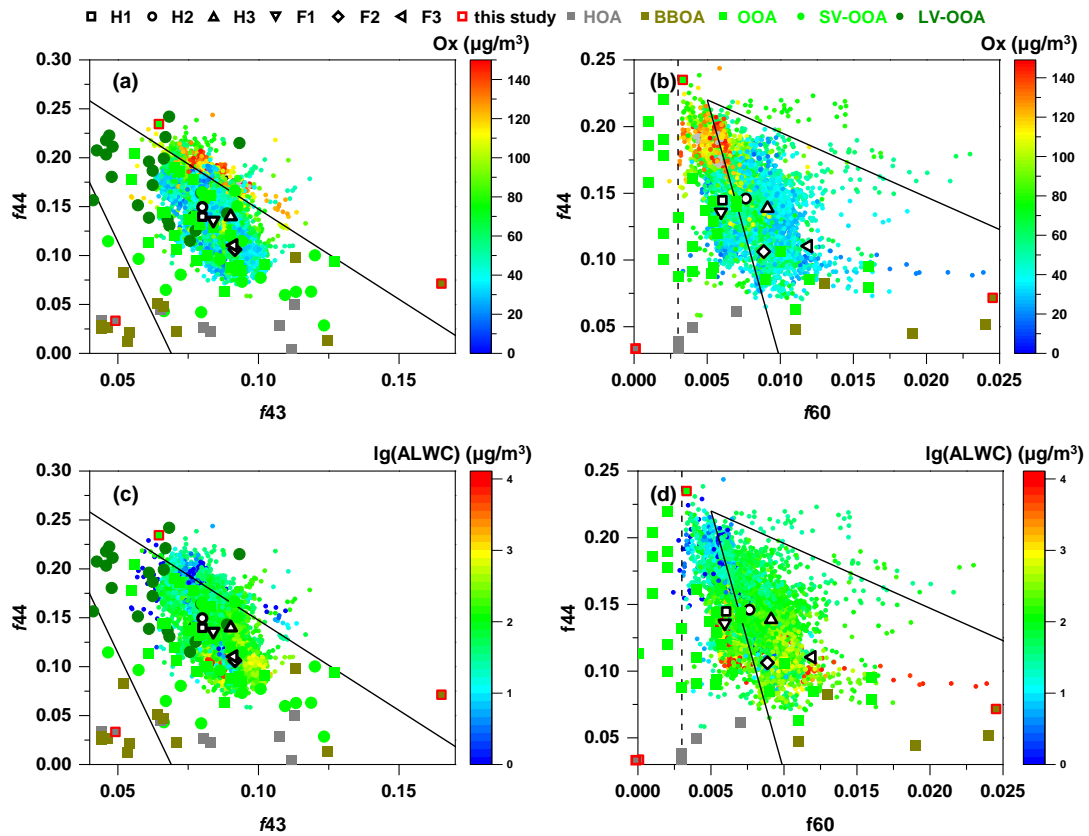 H1 H2 H3 F1 F2 F3 this study HOA BBOA OOA SV-OOA LV-OOA
Ox (µg/m³) Ox (µg/m³)
(a)
0.30
0.25
0.20
0.15
0.10
0.05
0.00
f44
0.05 0.10 0.15
f43
140
120
100
80
60
40
20
0
(b)
0.25
0.20
0.15
0.10
0.05
f44
0.000 0.005 0.010 0.015 0.020 0.025
f60
140
120
100
80
60
40
20
0
lg(ALWC) (µg/m³) lg(ALWC) (µg/m³)
(c)
0.30
0.25
0.20
0.15
0.10
0.05
0.00
f44
0.05 0.10 0.15
f43
4
3
2
1
0
(d)
0.25
0.20
0.15
0.10
0.05
f44
0.000 0.005 0.010 0.015 0.020 0.025
f60
4
3
2
1
0